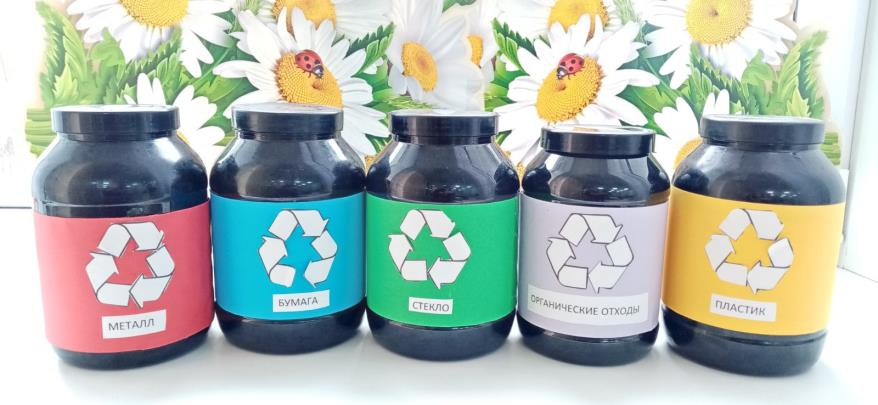 МЕТАЛЛ
БУМАГА
СТЕКЛО
ОРГАНИЧЕСКИЕ ОТХОДЫ
ПЛАСТИК